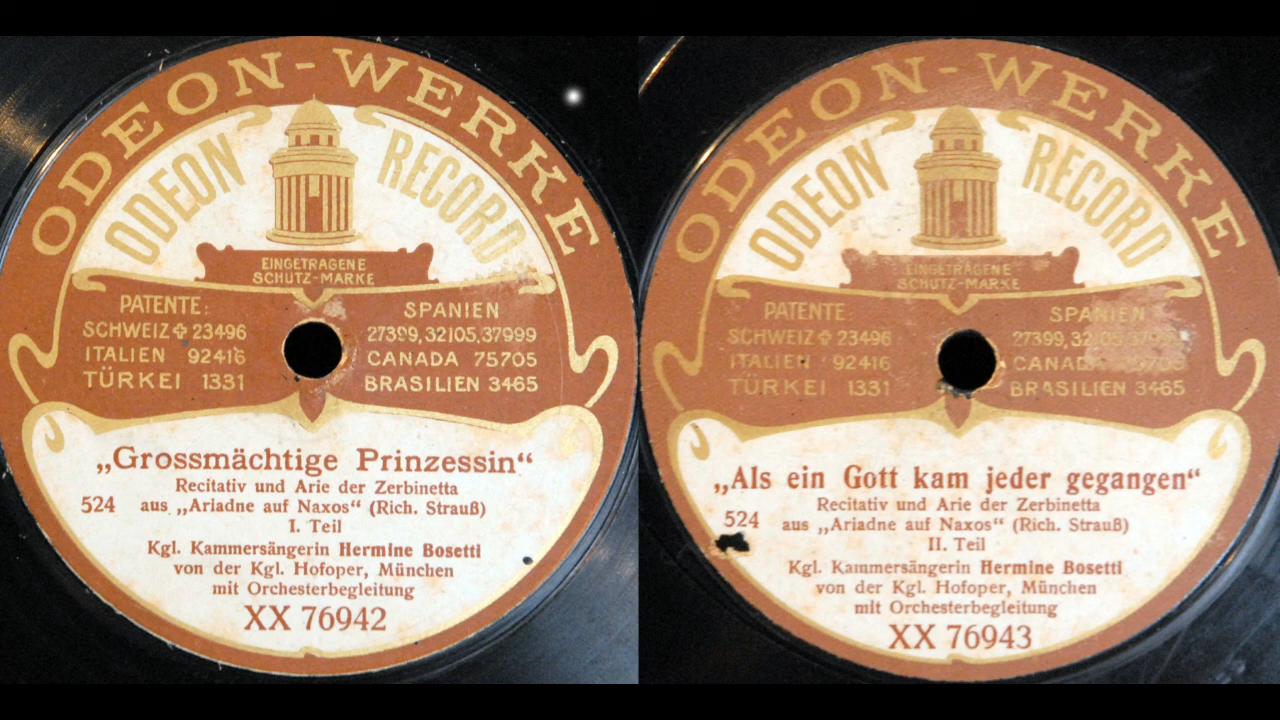 ODEON-WERKE
ODEON RECORD
EINGETRAGENE
SCHUTZ-MARKE
PATENTE:
SCHWEIZ ✚ 23496
ITALIEN 92416
TÜRKEI 1331
SPANIEN
27399, 32105, 37999
CANADA 75705
BRASILIEN 3465
„Grossmächtige Prinzessin“
Recitativ und Arie der Zerbinetta
524 aus „Ariadne auf Naxos“ (Rich. Strauß)
I. Teil
Kgl. Kammersängerin Hermine Bosetti
von der Kgl. Hofoper, München
mit Orchesterbegleitung
XX 76942
ODEON-WERKE
ODEON RECORD
EINGETRAGENE
SCHUTZ-MARKE
PATENTE:
SCHWEIZ ✚ 23496
ITALIEN 92416
TÜRKEI 1331
SPANIEN
27399, 32105,
CANADA
BRASILIEN 3465
„Als ein Gott kam jeder gegangen“
Recitativ und Arie der Zerbinetta
524 aus „Ariadne auf Naxos“ (Rich. Strauß)
II. Teil
Kgl. Kammersängerin Hermine Bosetti
von der Kgl. Hofoper, München
mit Orchesterbegleitung
XX 76943